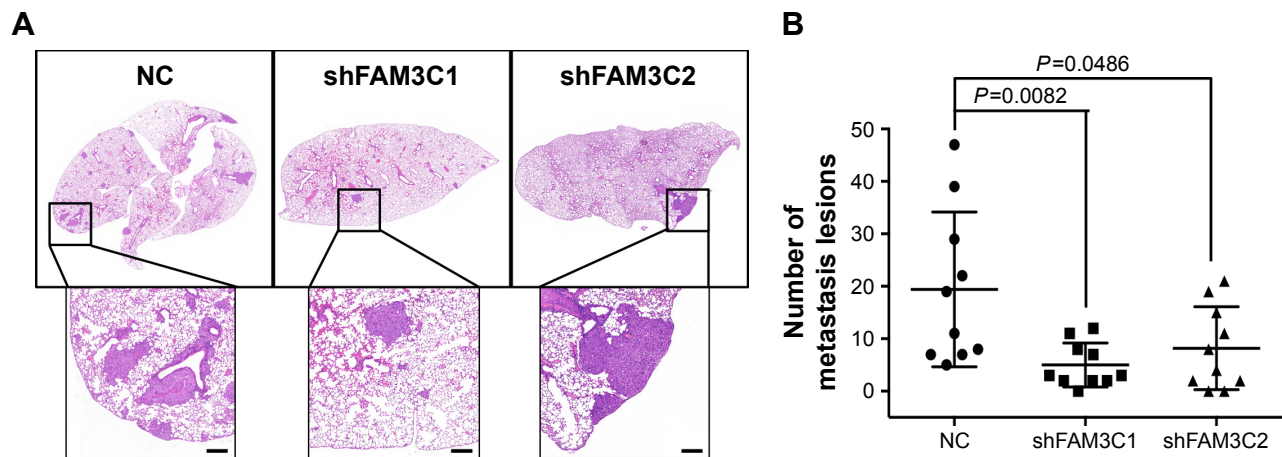 A
NC
shFAM3C1
shFAM3C2
B
P=0.0486
P=0.0082
Number of
metastasis lesions
50
40
30
20
10
0
NC
shFAM3C1
shFAM3C2